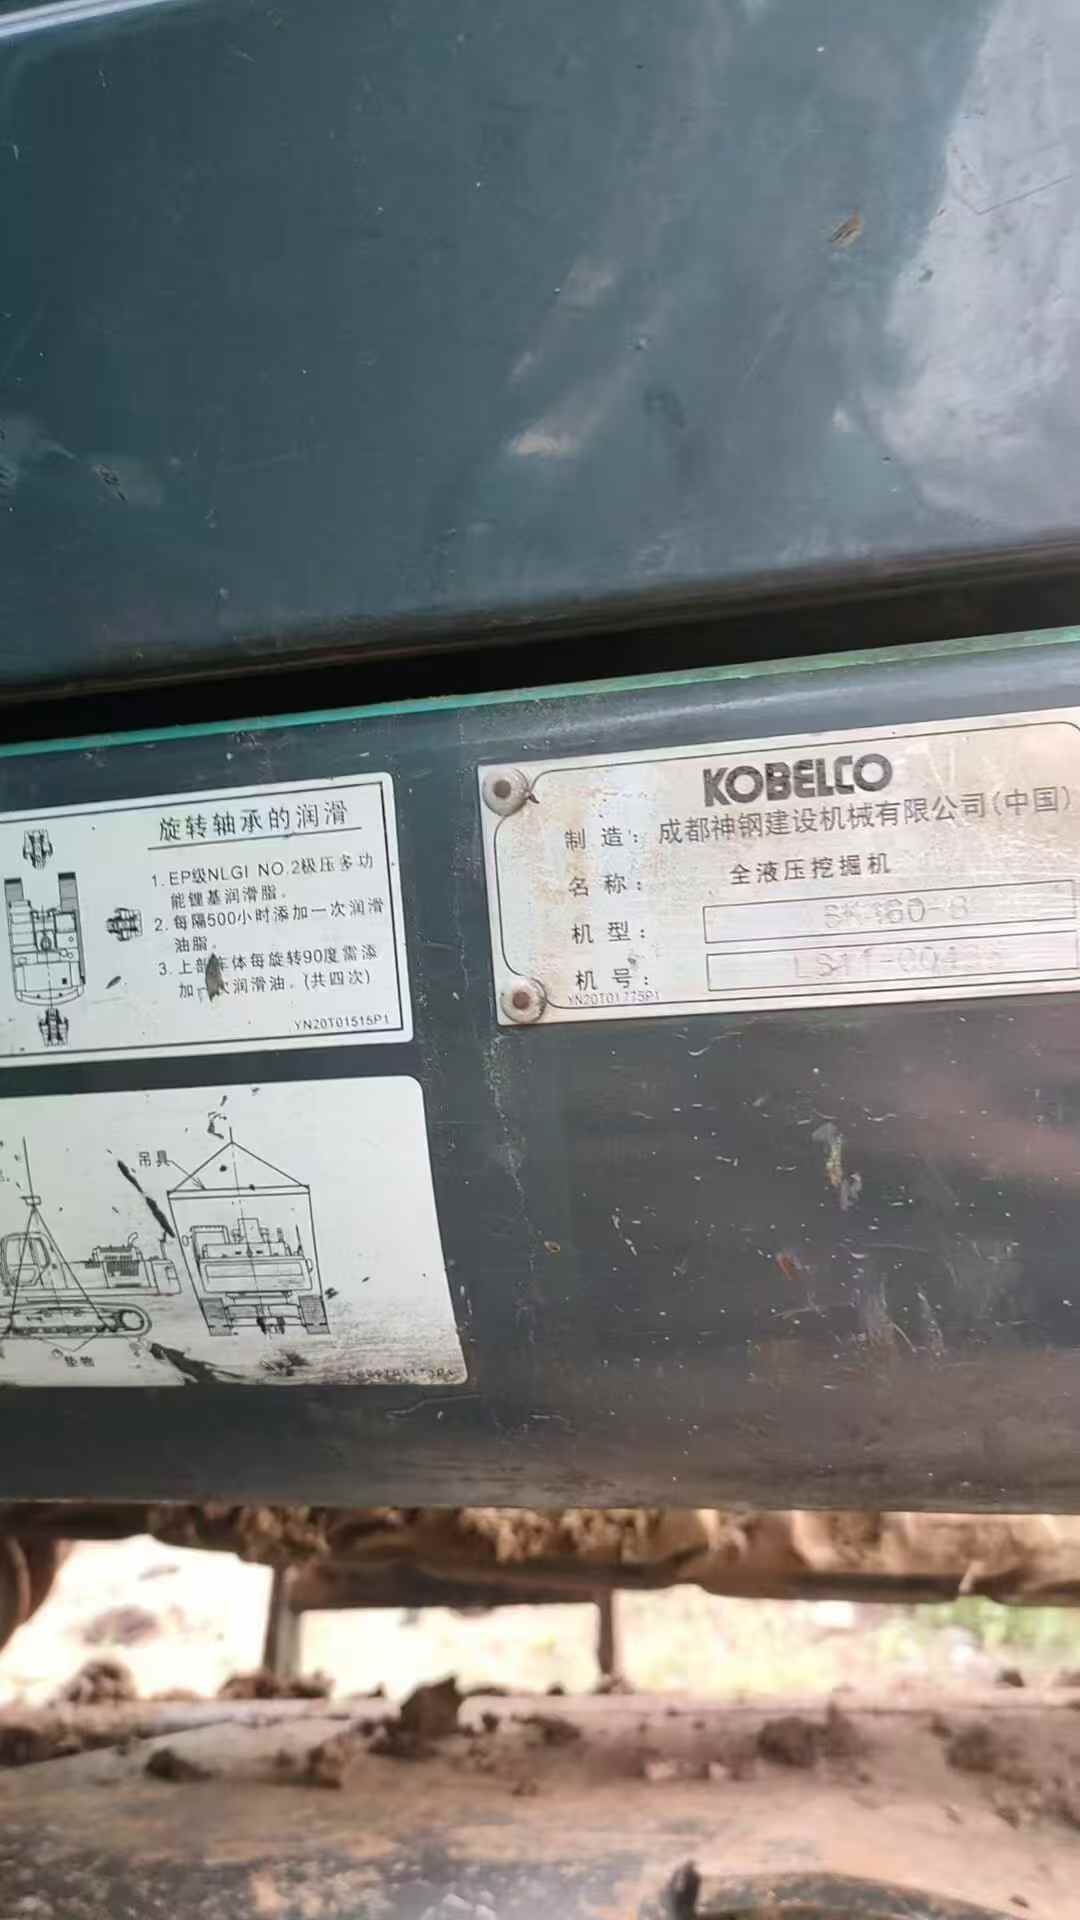 旋转轴承的润滑
1. EP级NLGI NO.2极压多功
能锂基润滑脂。
2. 每隔500小时添加一次润滑
油脂。
3. 上部车体每旋转90度需添
加 次润滑油。(共四次)
YN20T01515P1
KOBELCO
制 造: 成都神钢建设机械有限公司(中国)
名 称: 全液压挖掘机
机 型:
机 号:
YN20T01775P1
吊具
垫物